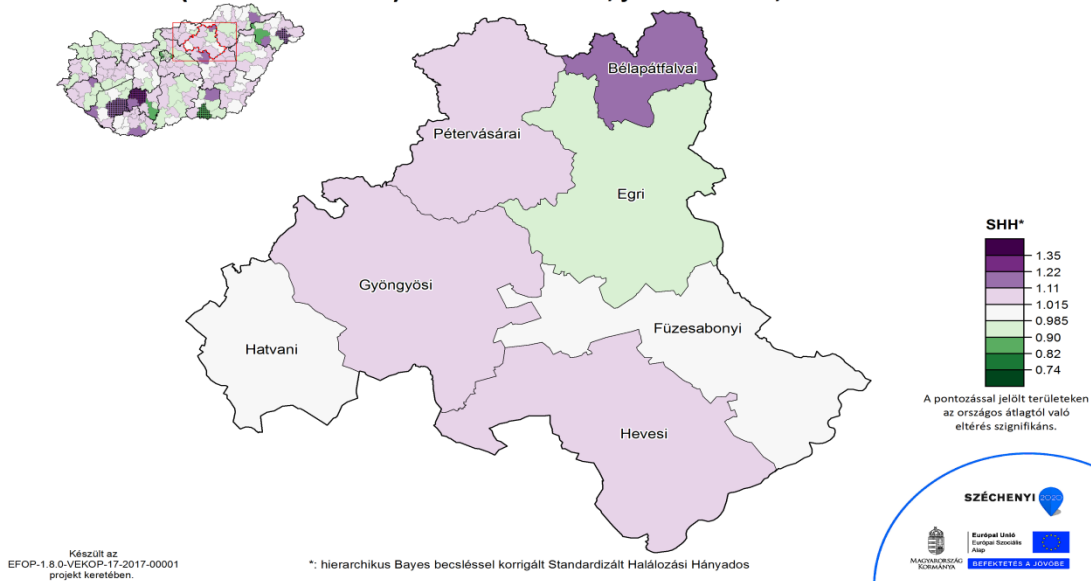 Bélapátfalvai
Pétervásárai
Egri
Gyöngyösi
Füzesabonyi
Hatvani
Hevesi
SHH*
1.35
1.22
1.11
1.015
0.985
0.90
0.82
0.74
A pontozással jelölt területeken
az országos átlagtól való
eltérés szignifikáns.
SZÉCHENYI 2020
MAGYARORSZÁG
KORMÁNYA
Európai Unió
Európai Szociális
Alap
BEFEKTETÉS A JÖVŐBE
Készült az
EFOP-1.8.0-VEKOP-17-2017-00001
projekt keretében.
*: hierarchikus Bayes becsléssel korrigált Standardizált Halálozási Hányados